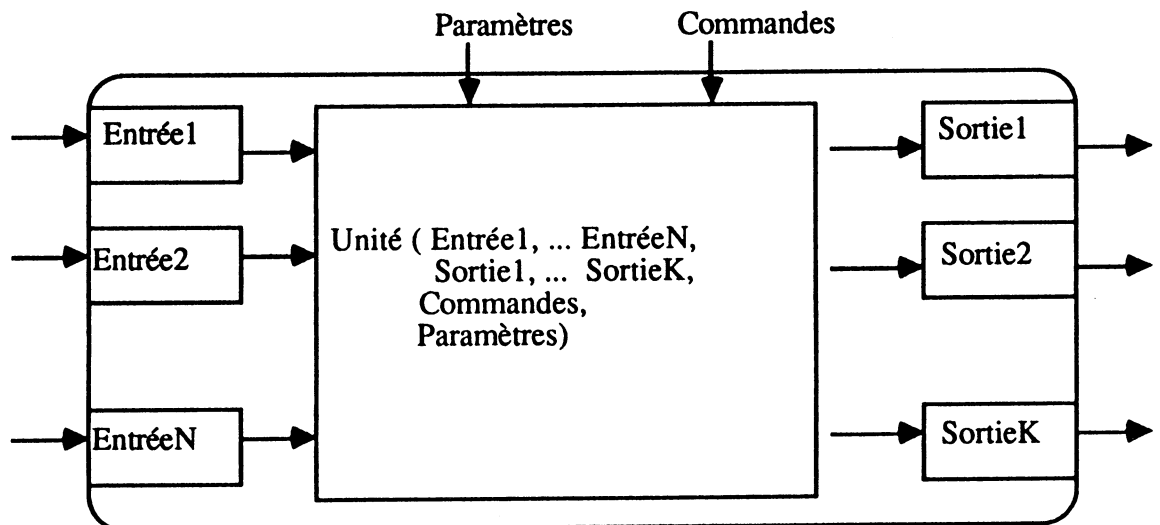 Paramètres
Commandes
Entrée1
Sortie1
Unité ( Entrée1, ... EntréeN,
Sortie1, ... SortieK,
Commandes,
Paramètres)
Entrée2
Sortie2
EntréeN
SortieK